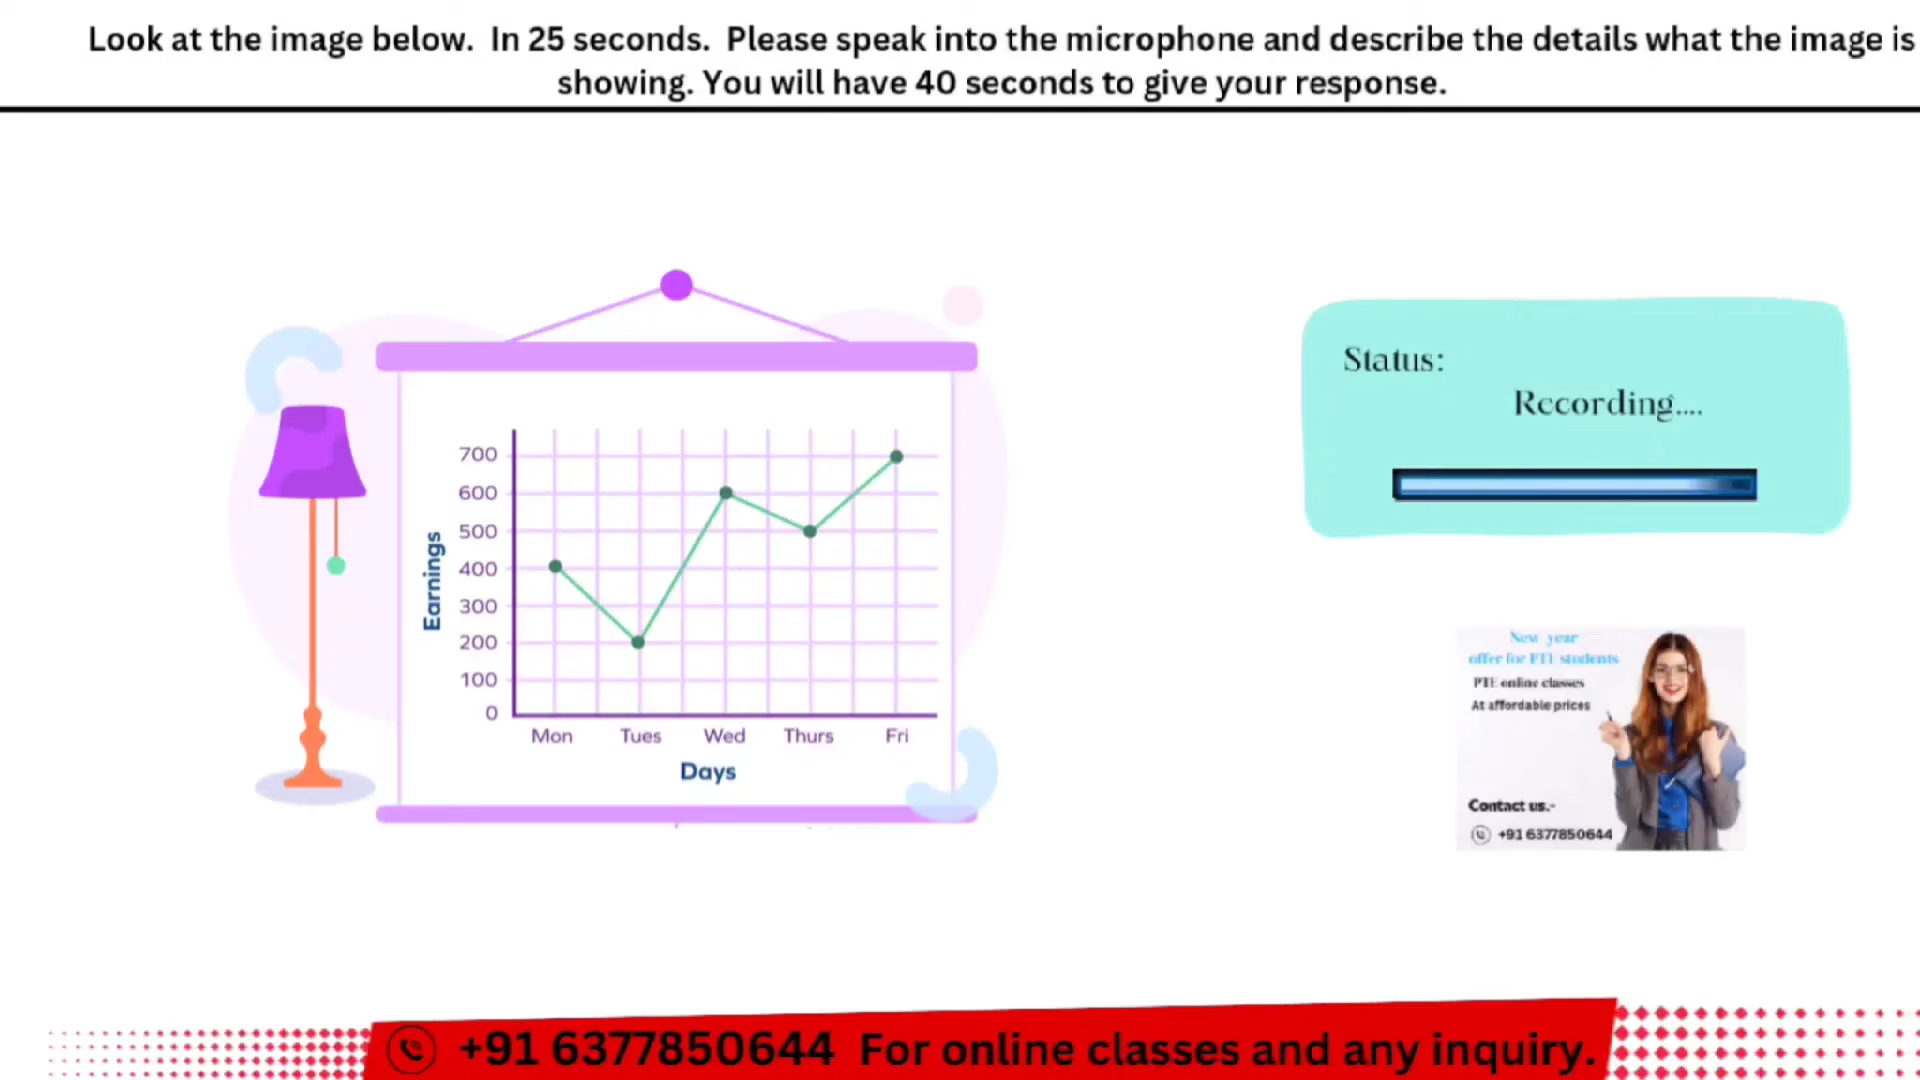 Look at the image below. In 25 seconds. Please speak into the microphone and describe the details what the image is
showing. You will have 40 seconds to give your response.
Earnings
700
600
500
400
300
200
100
0
Mon Tues Wed Thurs Fri
Days
Status:
Recording....
New year
offer for PTE students
PTE online classes
At affordable prices
Contact us.-
+91 6377850644
+91 6377850644 For online classes and any inquiry.